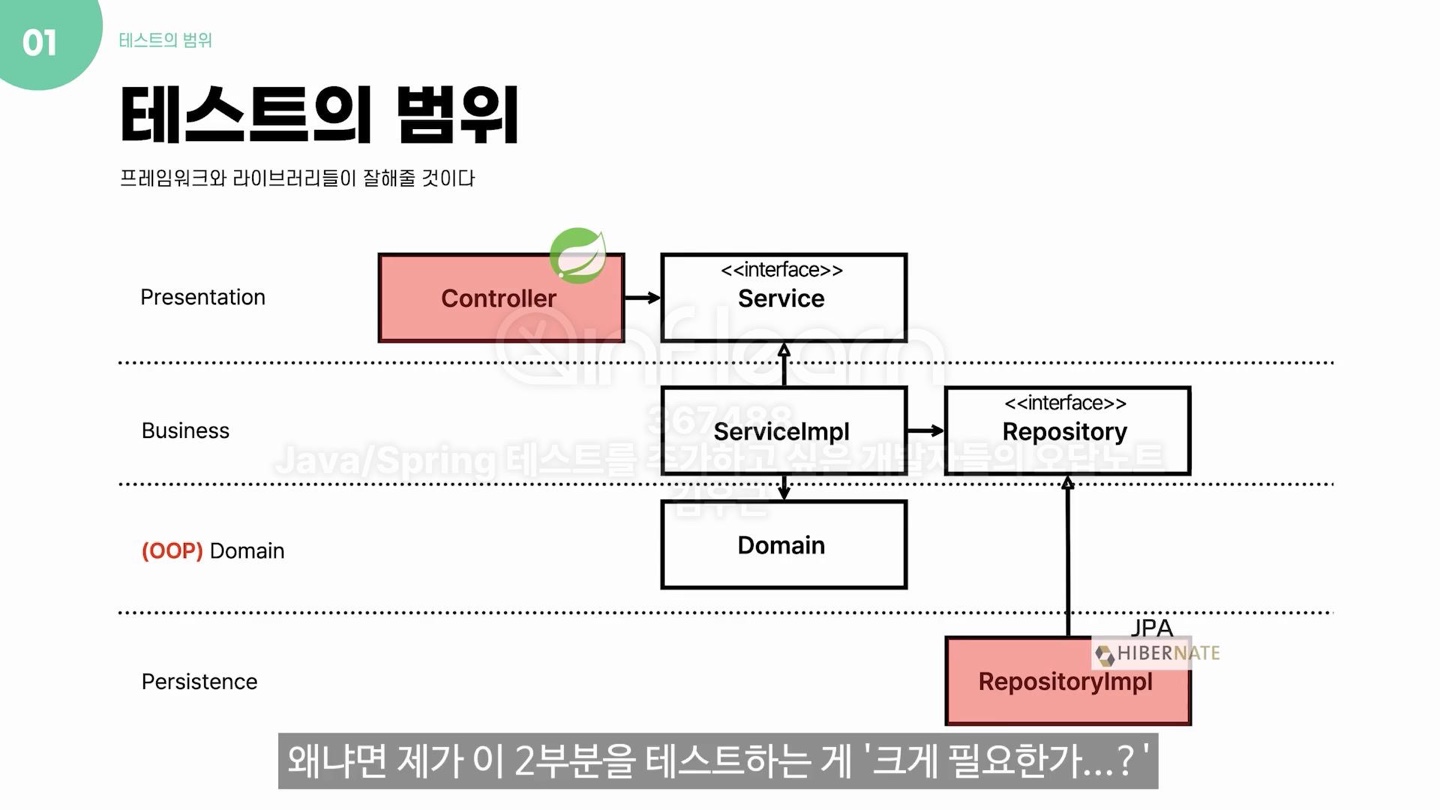 01
테스트의 범위
테스트의 범위
프레임워크와 라이브러리들이 잘해줄 것이다
Presentation
Controller
<<interface>>
Service
inflearn
367488
Business
ServiceImpl
<<interface>>
Repository
Java/Spring 테스트를 추가하고 싶은 개발자들의 오답노트
김우근
(OOP) Domain
Domain
JPA
HIBERNATE
Persistence
RepositoryImpl
왜냐면 제가 이 2부분을 테스트하는 게 '크게 필요한가...? '